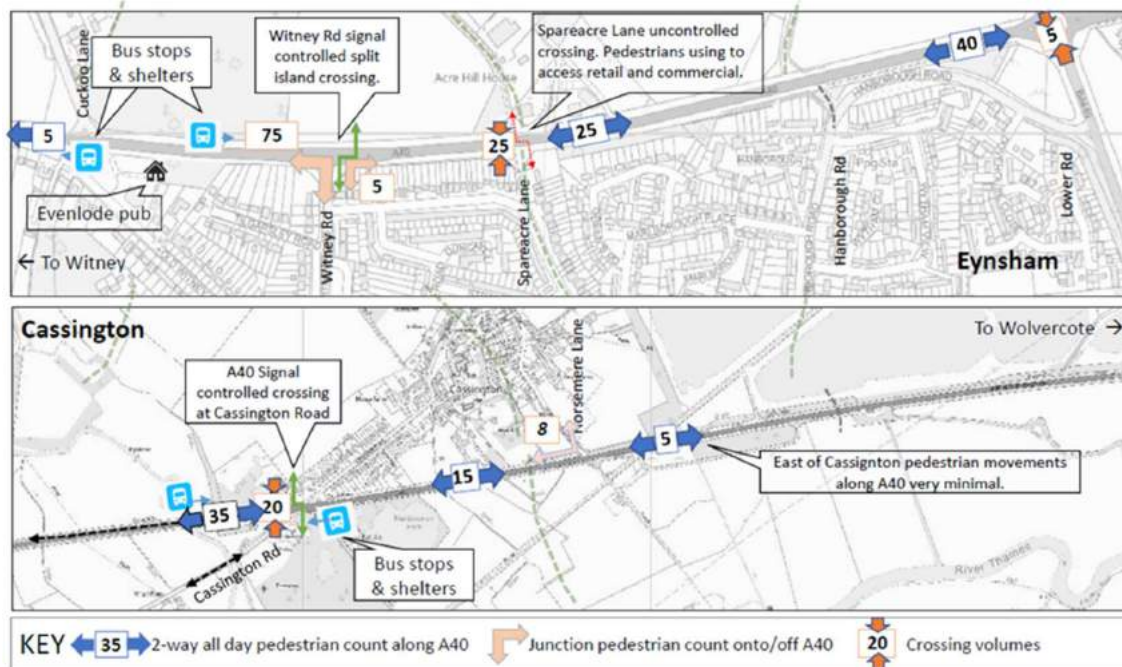 Cuckoo Lane
Bus stops
& shelters
Witney Rd signal
controlled split
island crossing.
Acre Hill House
Spareacre Lane uncontrolled
crossing. Pedestrians using to
access retail and commercial.
40
5
5
75
25
25
A40
5
HANBOROUGH ROAD
Evenlode pub
Witney Rd
Spareacre Lane
Hanborough Rd
Lower Rd
← To Witney
Eynsham
Cassington
To Wolvercote →
A40 Signal
controlled crossing
at Cassington Road
Cassington
Horsemere Lane
8
5
15
East of Cassignton pedestrian movements
along A40 very minimal.
35
20
Cassington Rd
Bus stops
& shelters
River Thames
KEY 35 2-way all day pedestrian count along A40 Junction pedestrian count onto/off A40 20 Crossing volumes